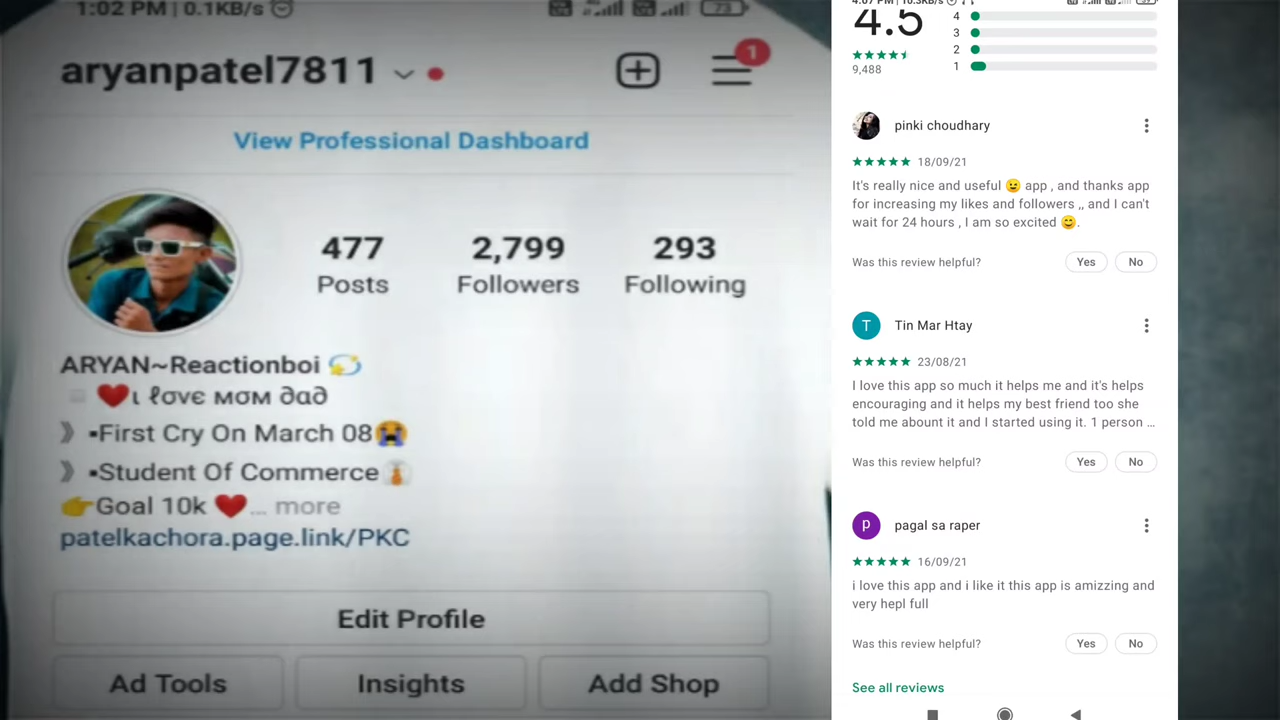 1:02 PM | 0.1KB/s
73
aryanpatel7811
1
View Professional Dashboard
477
2,799
293
Posts
Followers
Following
ARYAN~Reactionboi 💫
❤️ι ℓσνє мσм ∂α∂
》▪First Cry On March 08😭
》▪Student Of Commerce👔
👉Goal 10k ❤️... more
patelkachora.page.link/PKC
Edit Profile
Ad Tools
Insights
Add Shop
4:07 PM | 10.3KB/s
4.5
9,488
4
3
2
1
pinki choudhary
18/09/21
It's really nice and useful 😉 app , and thanks app
for increasing my likes and followers ,, and I can't
wait for 24 hours , I am so excited 😊.
Was this review helpful?
Yes
No
T
Tin Mar Htay
23/08/21
I love this app so much it helps me and it's helps
encouraging and it helps my best friend too she
told me abount it and I started using it. 1 person ...
Was this review helpful?
Yes
No
p
pagal sa raper
16/09/21
i love this app and i like it this app is amizzing and
very hepl full
Was this review helpful?
Yes
No
See all reviews